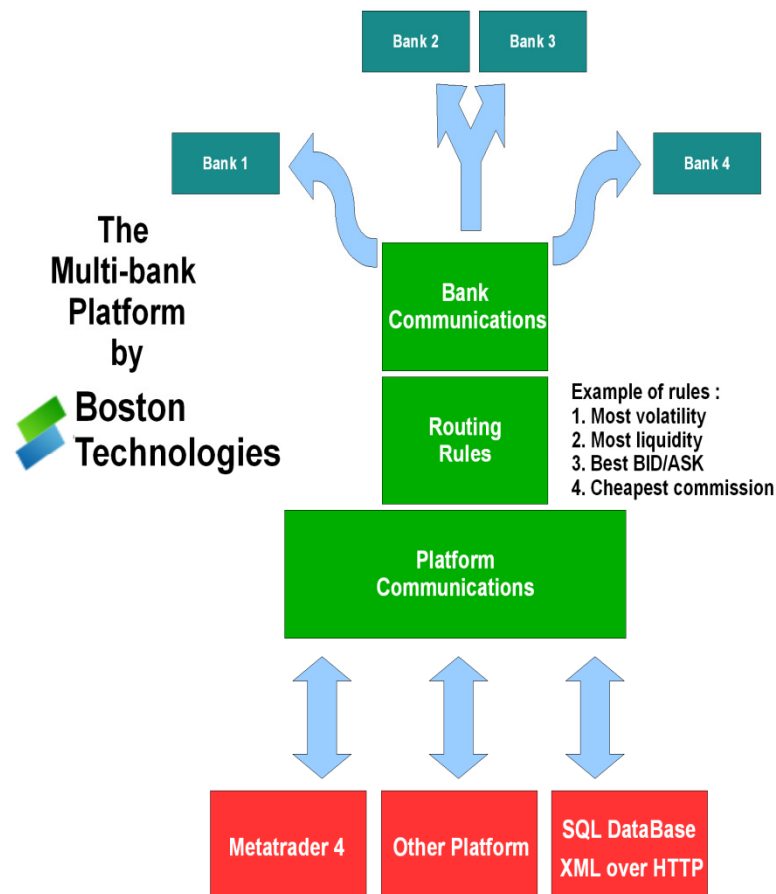 Bank 2
Bank 3
Bank 1
Bank 4
The
Multi-bank
Platform
by
Boston
Technologies
Bank
Communications
Routing
Rules
Example of rules :
1. Most volatility
2. Most liquidity
3. Best BID/ASK
4. Cheapest commission
Platform
Communications
Metatrader 4
Other Platform
SQL DataBase
XML over HTTP